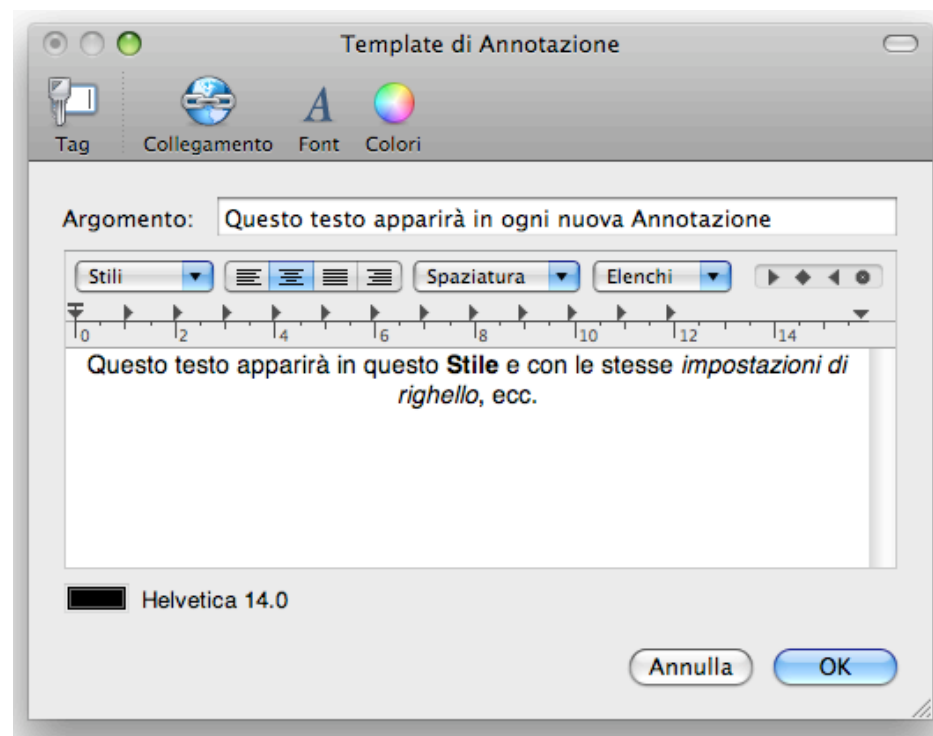 Template di Annotazione
Tag Collegamento Font Colori
Argomento: Questo testo apparirà in ogni nuova Annotazione
Stili Spaziatura Elenchi
0 2 4 6 8 10 12 14
Questo testo apparirà in questo Stile e con le stesse impostazioni di
righello, ecc.
Helvetica 14.0
Annulla OK